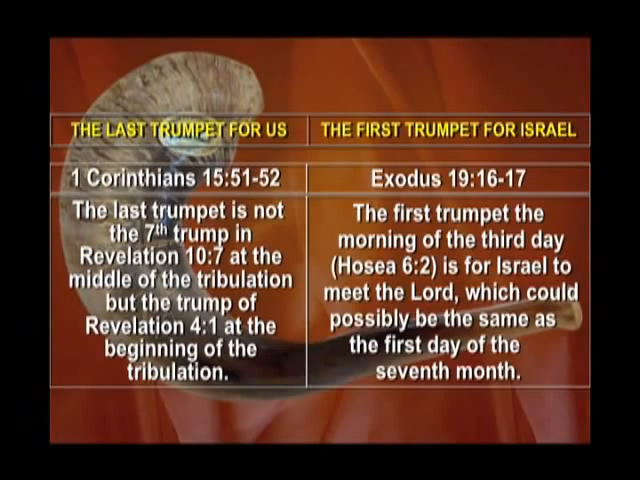 THE LAST TRUMPET FOR US
THE FIRST TRUMPET FOR ISRAEL
1 Corinthians 15:51-52
Exodus 19:16-17
The last trumpet is not
the 7th trump in
Revelation 10:7 at the
middle of the tribulation
but the trump of
Revelation 4:1 at the
beginning of the
tribulation.
The first trumpet the
morning of the third day
(Hosea 6:2) is for Israel to
meet the Lord, which could
possibly be the same as
the first day of the
seventh month.